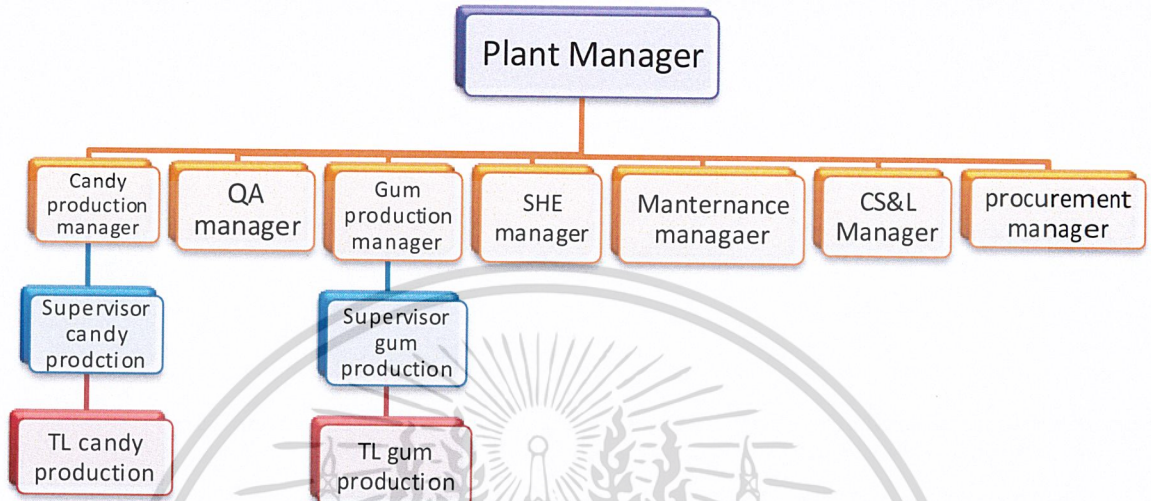 Plant Manager
Candy
production
manager
QA
manager
Gum
production
manager
SHE
manager
Manternance
managaer
CS&L
Manager
procurement
manager
Supervisor
candy
prodction
Supervisor
gum
production
TL candy
production
TL gum
production